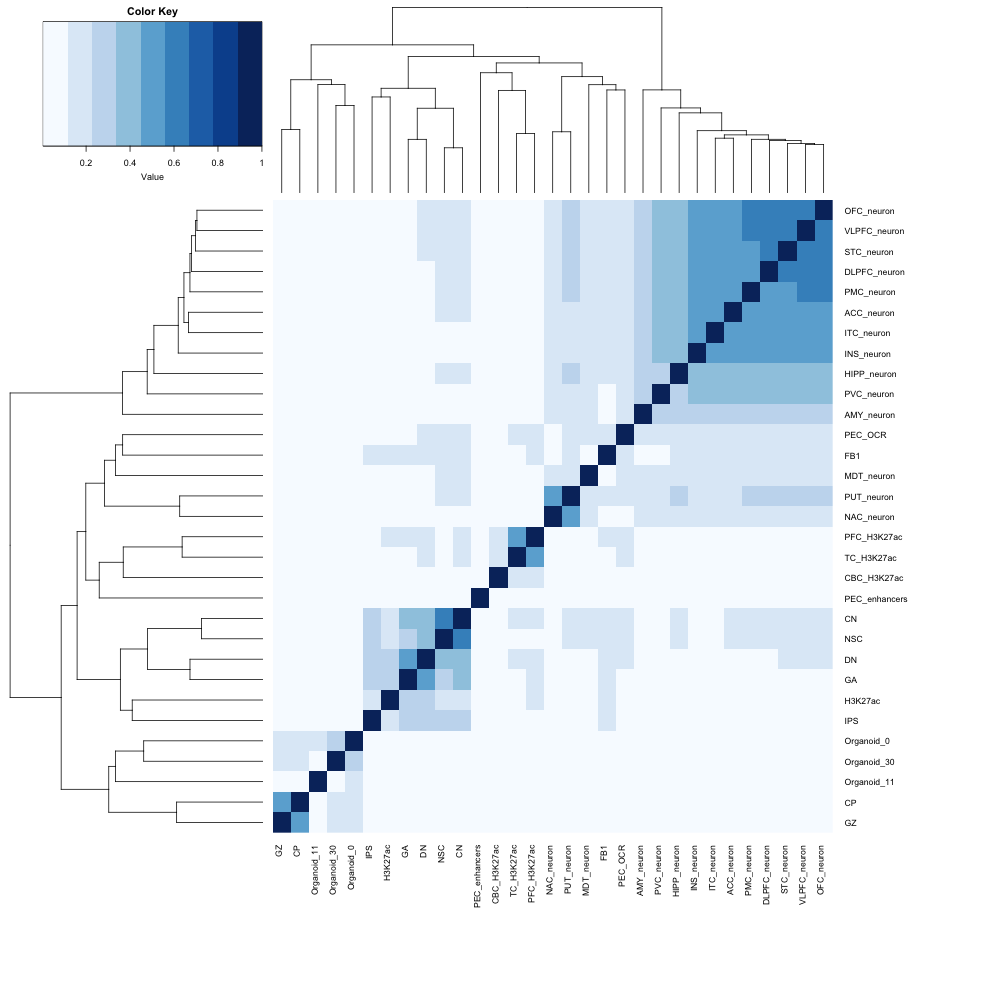 Color Key
0.2 0.4 0.6 0.8 1
Value
OFC_neuron
VLPFC_neuron
STC_neuron
DLPFC_neuron
PMC_neuron
ACC_neuron
ITC_neuron
INS_neuron
HIPP_neuron
PVC_neuron
AMY_neuron
PEC_OCR
FB1
MDT_neuron
PUT_neuron
NAC_neuron
PFC_H3K27ac
TC_H3K27ac
CBC_H3K27ac
PEC_enhancers
CN
NSC
DN
GA
H3K27ac
IPS
Organoid_0
Organoid_30
Organoid_11
CP
GZ
GZ
CP
Organoid_11
Organoid_30
Organoid_0
IPS
H3K27ac
GA
DN
NSC
CN
PEC_enhancers
CBC_H3K27ac
TC_H3K27ac
PFC_H3K27ac
NAC_neuron
PUT_neuron
MDT_neuron
FB1
PEC_OCR
AMY_neuron
PVC_neuron
HIPP_neuron
INS_neuron
ITC_neuron
ACC_neuron
PMC_neuron
DLPFC_neuron
STC_neuron
VLPFC_neuron
OFC_neuron